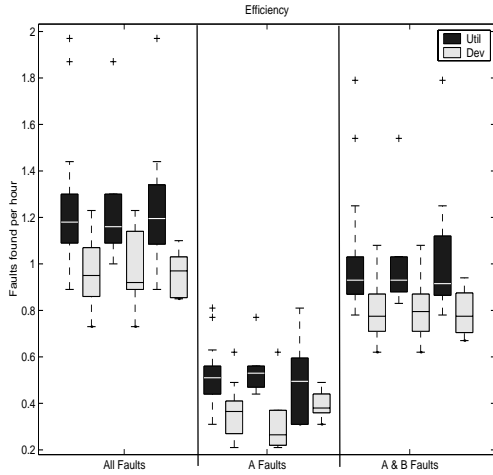 Efficiency
Util
Dev
Faults found per hour
2
1.8
1.6
1.4
1.2
1
0.8
0.6
0.4
0.2
All Faults
A Faults
A & B Faults